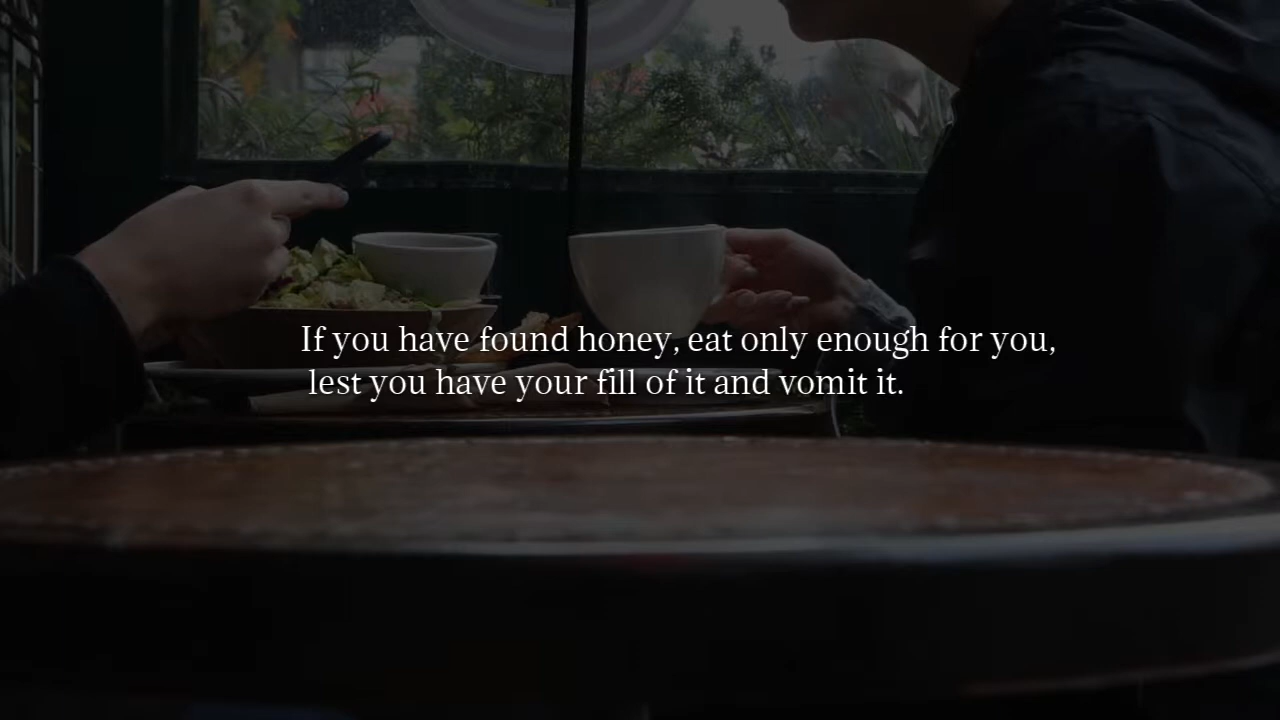 If you have found honey, eat only enough for you,
lest you have your fill of it and vomit it.